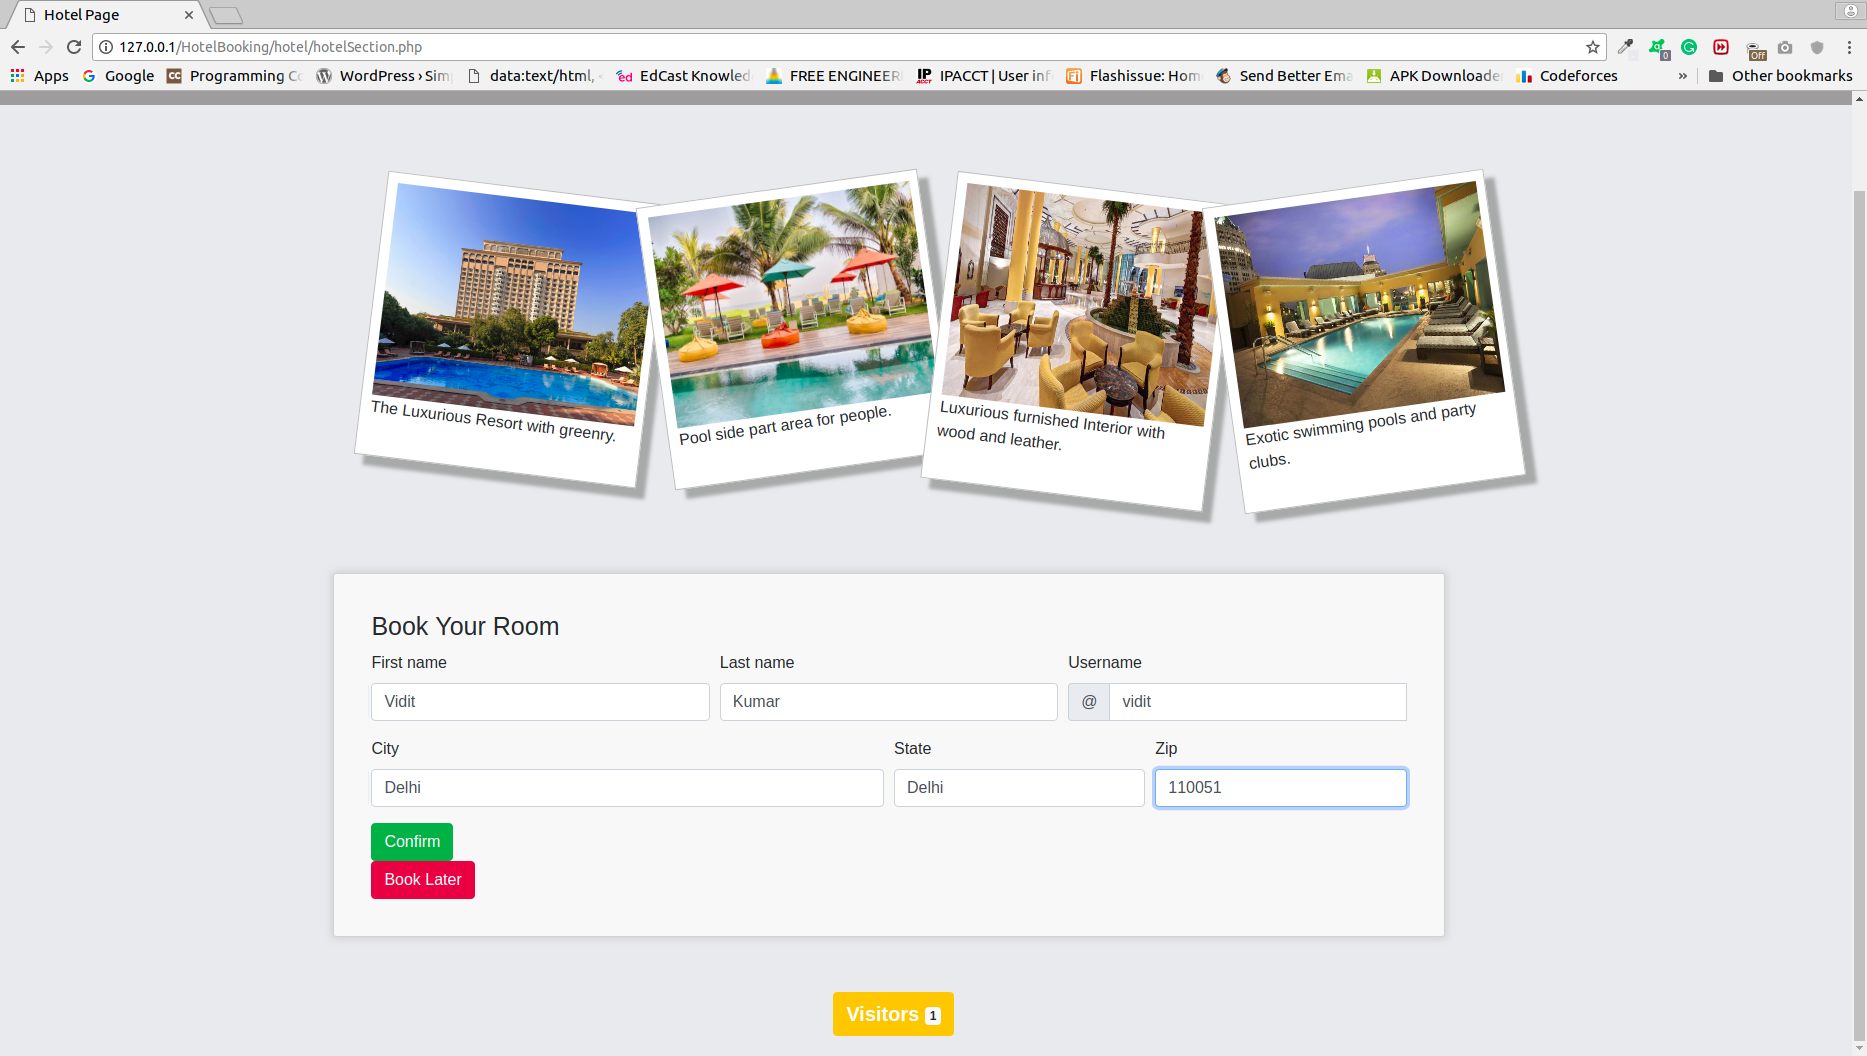 Hotel Page
127.0.0.1/HotelBooking/hotel/hotelSection.php
0
Off
Apps
Google
Programming Co
WordPress › Sim
data:text/html,
EdCast Knowled
FREE ENGINEER
IPACCT | User inf
Flashissue: Hom
Send Better Ema
APK Downloade
Codeforces
»
Other bookmarks
The Luxurious Resort with greenry.
Pool side part area for people.
Luxurious furnished Interior with
wood and leather.
Exotic swimming pools and party
clubs.
Book Your Room
First name
Last name
Username
Vidit
Kumar
@ vidit
City
State
Zip
Delhi
Delhi
110051
Confirm
Book Later
Visitors 1